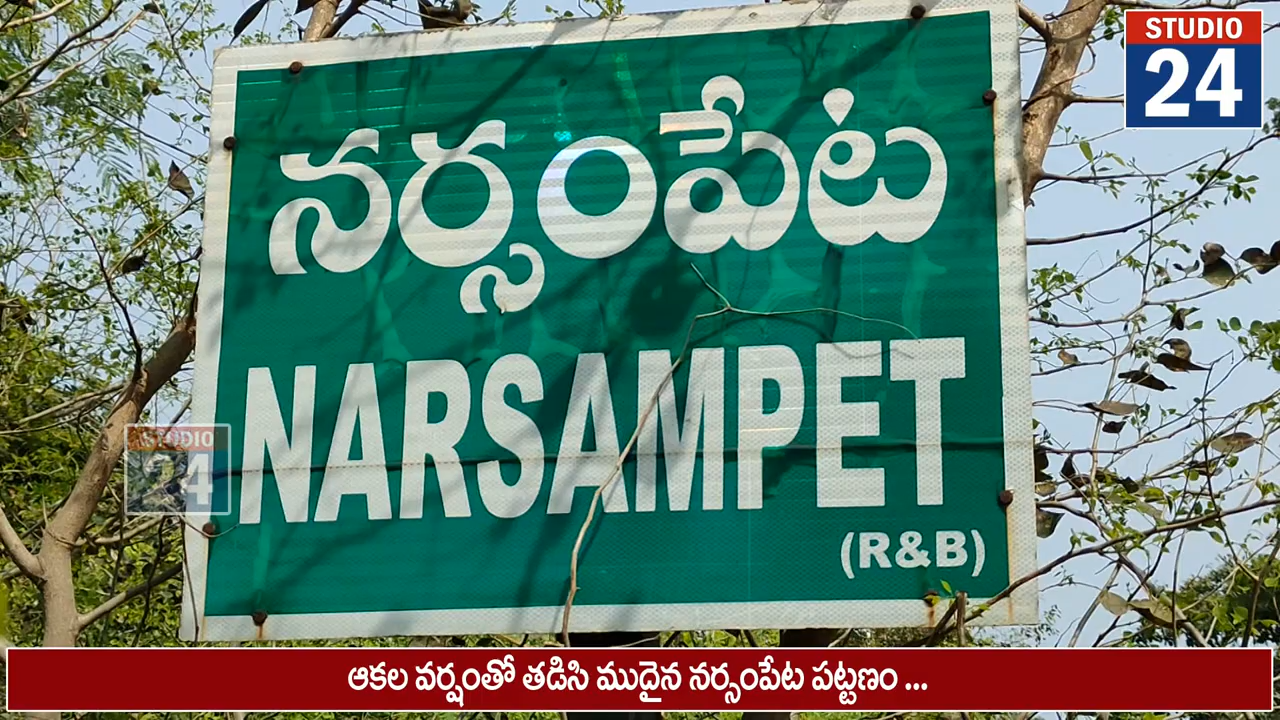 STUDIO
24
నర్సంపేట
NARSAMPET
STUDIO
24
(R&B)
ఆకల వర్షంతో తడిసి ముదైన నర్సంపేట పట్టణం ...